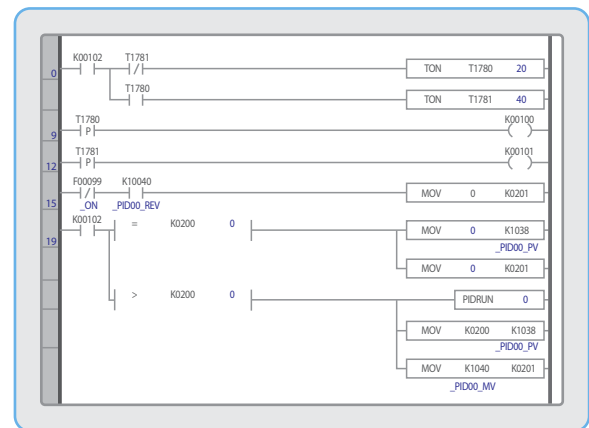 K00102 T1781
0 TON T1780 20
T1780
TON T1781 40
T1780 K00100
9 P
T1781 K00101
12 P
F00099 K10040
15 MOV 0 K0201
_ON _PID00_REV
K00102
19 = K0200 0 MOV 0 K1038
_PID00_PV
MOV 0 K0201
> K0200 0 PIDRUN 0
MOV K0200 K1038
_PID00_PV
MOV K1040 K0201
_PID00_MV